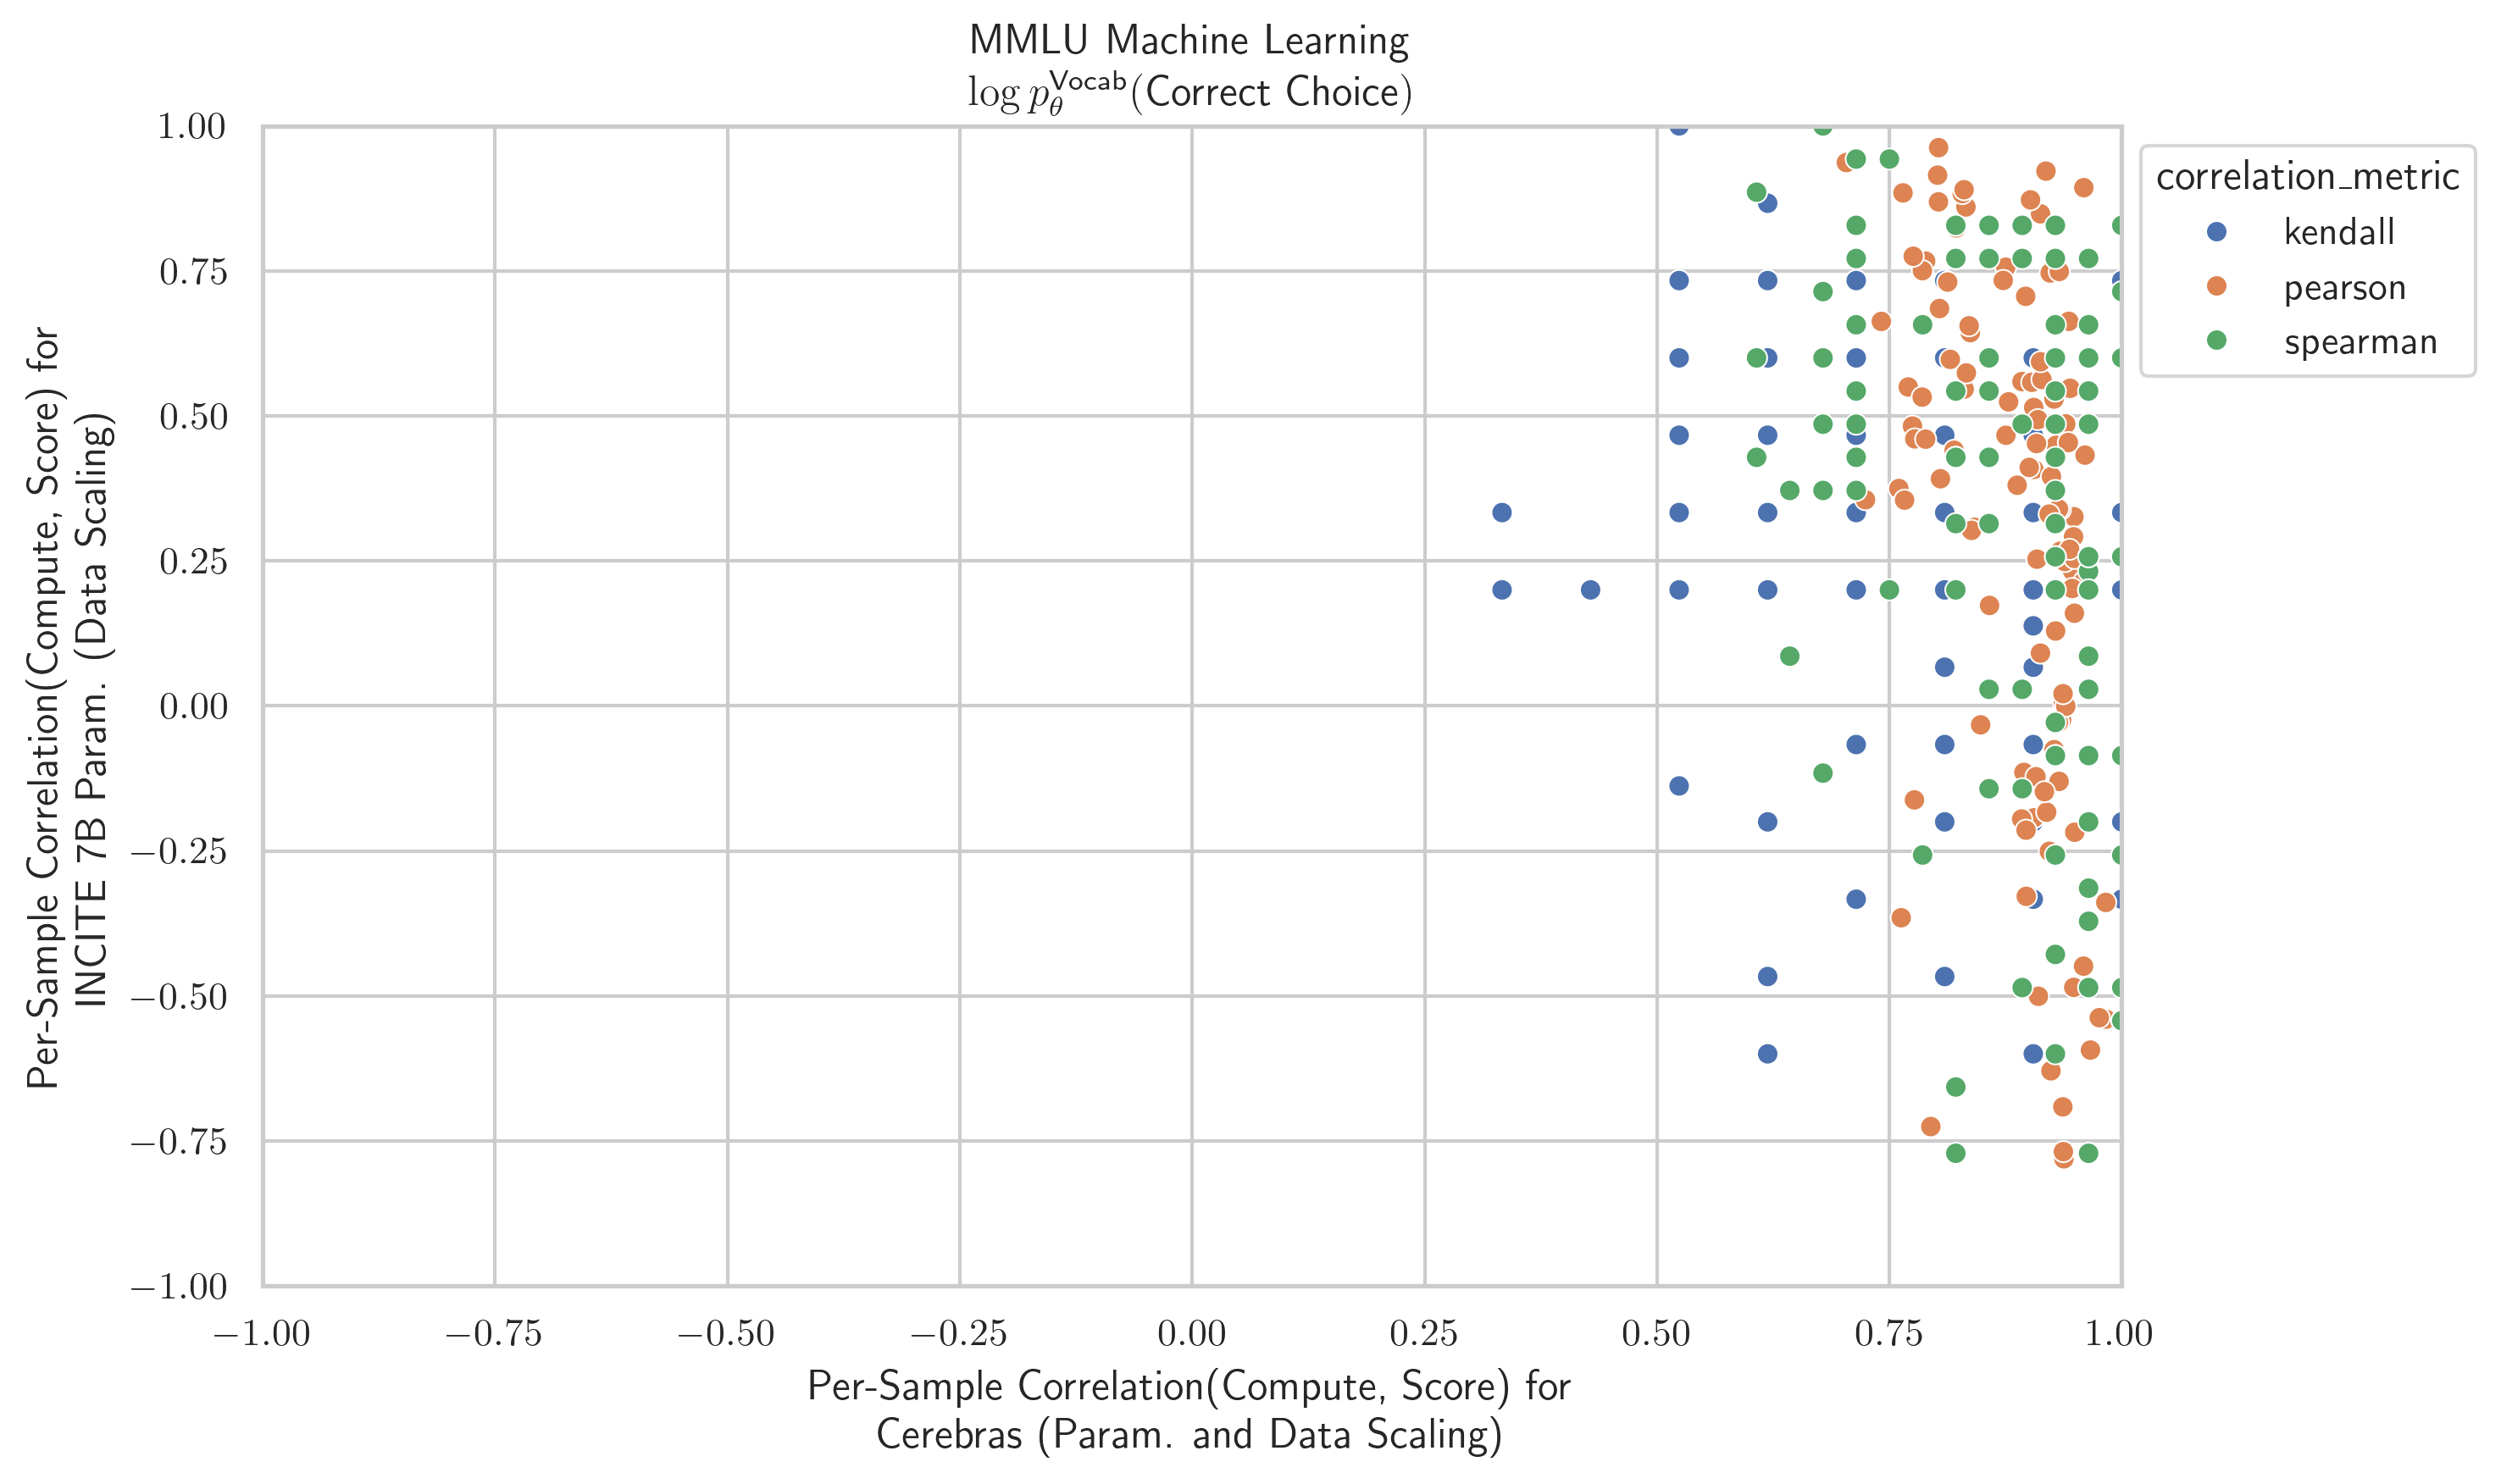 MMLU Machine Learning
log p_θ^Vocab(Correct Choice)
Per-Sample Correlation(Compute, Score) for
INCITE 7B Param. (Data Scaling)
1.00
0.75
0.50
0.25
0.00
−0.25
−0.50
−0.75
−1.00
−1.00 −0.75 −0.50 −0.25 0.00 0.25 0.50 0.75 1.00
Per-Sample Correlation(Compute, Score) for
Cerebras (Param. and Data Scaling)
correlation_metric
kendall
pearson
spearman